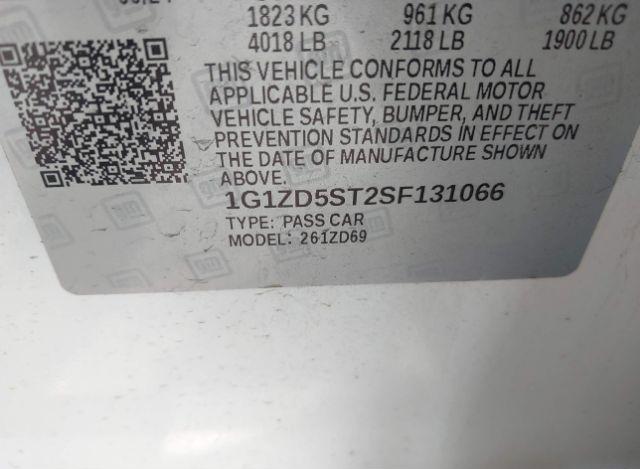 1823 KG 961 KG 862 KG
4018 LB 2118 LB 1900 LB
THIS VEHICLE CONFORMS TO ALL
APPLICABLE U.S. FEDERAL MOTOR
VEHICLE SAFETY, BUMPER, AND THEFT
PREVENTION STANDARDS IN EFFECT ON
THE DATE OF MANUFACTURE SHOWN
ABOVE.
1G1ZD5ST2SF131066
TYPE: PASS CAR
MODEL: 261ZD69